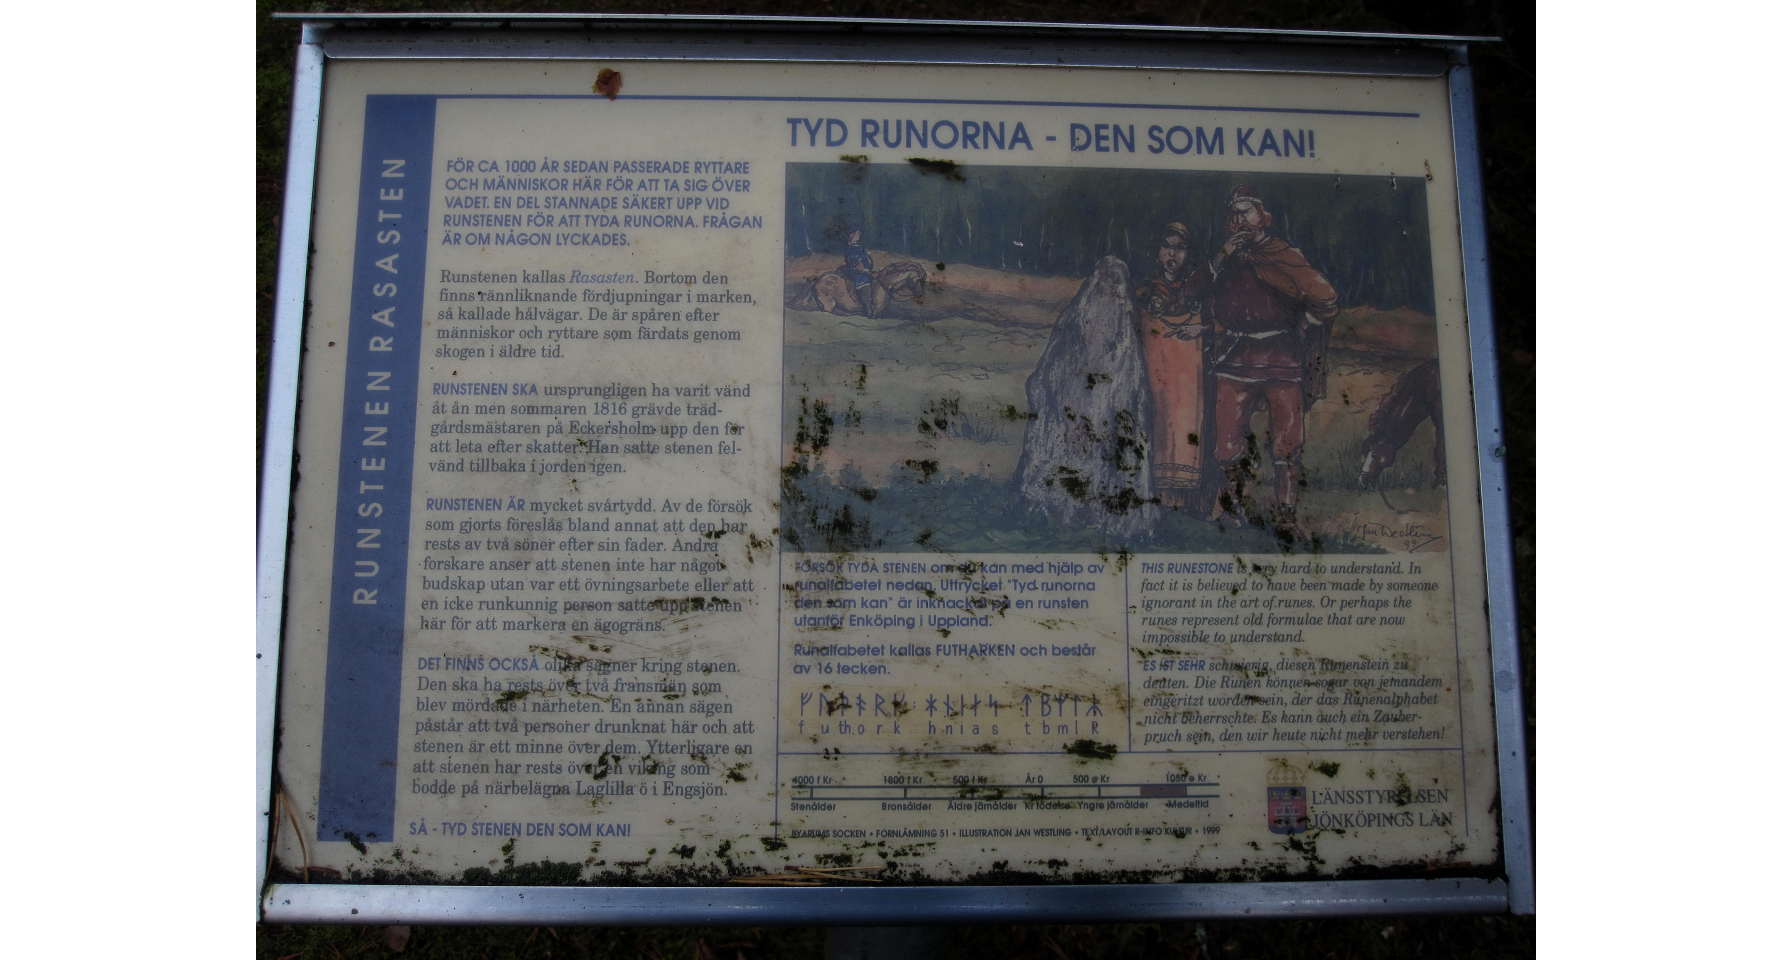 RUNSTENEN RASASTEN
TYD RUNORNA - DEN SOM KAN!
FÖR CA 1000 ÅR SEDAN PASSERADE RYTTARE
OCH MÄNNISKOR HÄR FÖR ATT TA SIG ÖVER
VADET. EN DEL STANNADE SÄKERT UPP VID
RUNSTENEN FÖR ATT TYDA RUNORNA. FRÅGAN
ÄR OM NÅGON LYCKADES.
Runstenen kallas Rasasten. Bortom den
finns rännliknande fördjupningar i marken,
så kallade hålvägar. De är spåren efter
människor och ryttare som färdats genom
skogen i äldre tid.
RUNSTENEN SKA ursprungligen ha varit vänd
åt ån men sommaren 1816 grävde träd-
gårdsmästaren på Eckersholm upp den för
att leta efter skatter. Han satte stenen fel-
vänd tillbaka i jorden igen.
RUNSTENEN ÄR mycket svårtydd. Av de försök
som gjorts föreslås bland annat att den har
rests av två söner efter sin fader. Andra
forskare anser att stenen inte har något
budskap utan var ett övningsarbete eller att
en icke runkunnig person satte upp stenen
här för att markera en ägogräns.
DET FINNS OCKSÅ olika sägner kring stenen.
Den ska ha rests över två fransmän som
blev mördade i närheten. En annan sägen
påstår att två personer drunknat här och att
stenen är ett minne över dem. Ytterligare en
att stenen har rests över en viking som
bodde på närbelägna Laglilla ö i Engsjön.
SÅ - TYD STENEN DEN SOM KAN!
Jan Westling
99
FÖRSÖK TYDA STENEN om du kan med hjälp av
runalfabetet nedan. Uttrycket "Tyd runorna
den som kan" är inknackat på en runsten
utanför Enköping i Uppland.
Runalfabetet kallas FUTHARKEN och består
av 16 tecken.
ᚠᚢᚦᚬᚱᚴ ᚼᚾᛁᛅᛋ ᛏᛒᛘᛚᛦ
f u th o r k h n i a s t b m l R
THIS RUNESTONE is very hard to understand. In
fact it is believed to have been made by someone
ignorant in the art of runes. Or perhaps the
runes represent old formulae that are now
impossible to understand.
ES IST SEHR schwierig, diesen Runenstein zu
deuten. Die Runen können sogar von jemandem
eingeritzt worden sein, der das Runenalphabet
nicht beherrschte. Es kann auch ein Zauber-
pruch sein, den wir heute nicht mehr verstehen!
4000 f Kr 1800 f Kr 500 f Kr År 0 500 e Kr 1050 e Kr
Stenålder Bronsålder Äldre järnålder Kr födelse Yngre järnålder Medeltid
BYARUMS SOCKEN • FORNLÄMNING 51 • ILLUSTRATION JAN WESTLING • TEXT/LAYOUT R-INFO KULTUR • 1999
LÄNSSTYRELSEN
JÖNKÖPINGS LÄN